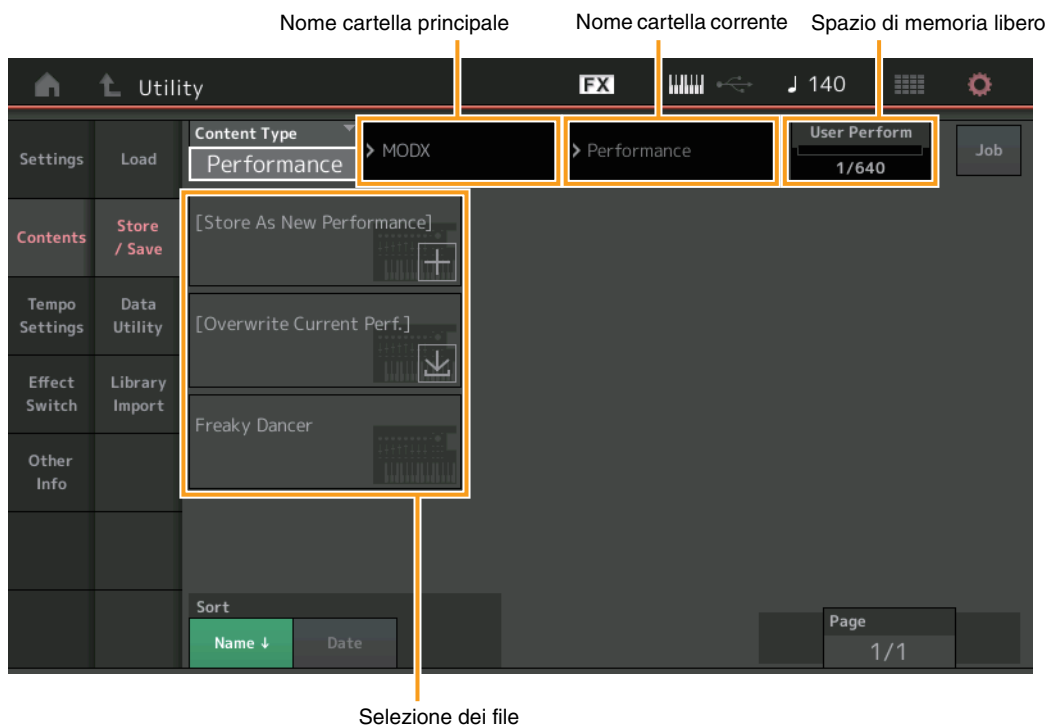 Nome cartella principale
Nome cartella corrente
Spazio di memoria libero
Utility
FX
140
Settings
Load
Content Type
Performance
> MODX
> Performance
User Perform
1/640
Job
Contents
Store
/ Save
[Store As New Performance]
Tempo
Settings
Data
Utility
[Overwrite Current Perf.]
Effect
Switch
Library
Import
Freaky Dancer
Other
Info
Sort
Name ↓
Date
Page
1/1
Selezione dei file